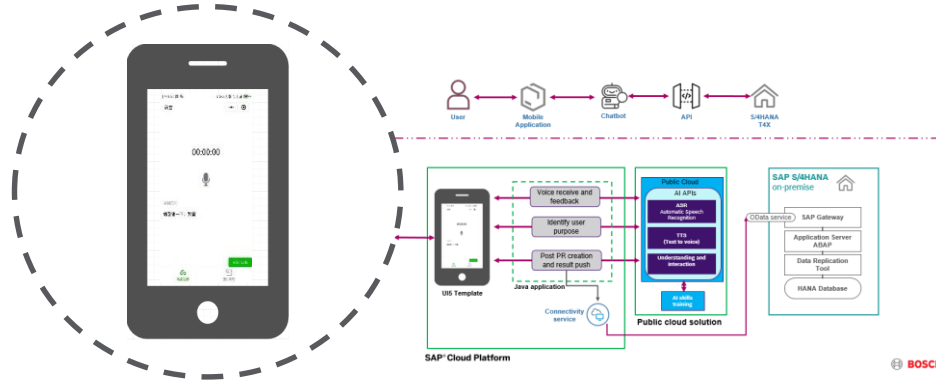 00:00:00
User
Mobile
Application
Chatbot
API
S/4HANA
T4X
Voice receive and
feedback
Identify user
purpose
Post PR creation
and result push
UI5 Template
Java application
Connectivity
service
SAP® Cloud Platform
Public Cloud
AI APIs
Automatic Speech
Recognition
(Text to voice)
Understanding and
interaction
AI skills
training
Public cloud solution
SAP S/4HANA
on-premise
OData service
SAP Gateway
Application Server
ABAP
Data Replication
Tool
HANA Database
BOSCH